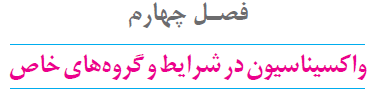 فصل چهارم
واکسیناسیون در شرایط و گروه‌های خاص